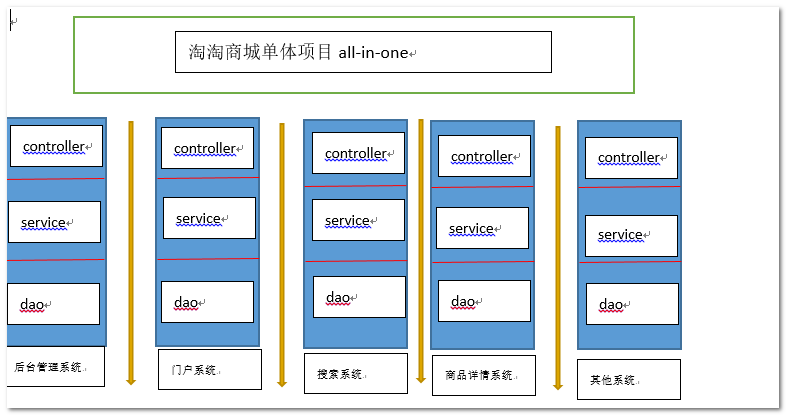 淘淘商城单体项目 all-in-one
controller controller controller controller controller
service service service service service
dao dao dao dao dao
后台管理系统 门户系统 搜索系统 商品详情系统 其他系统